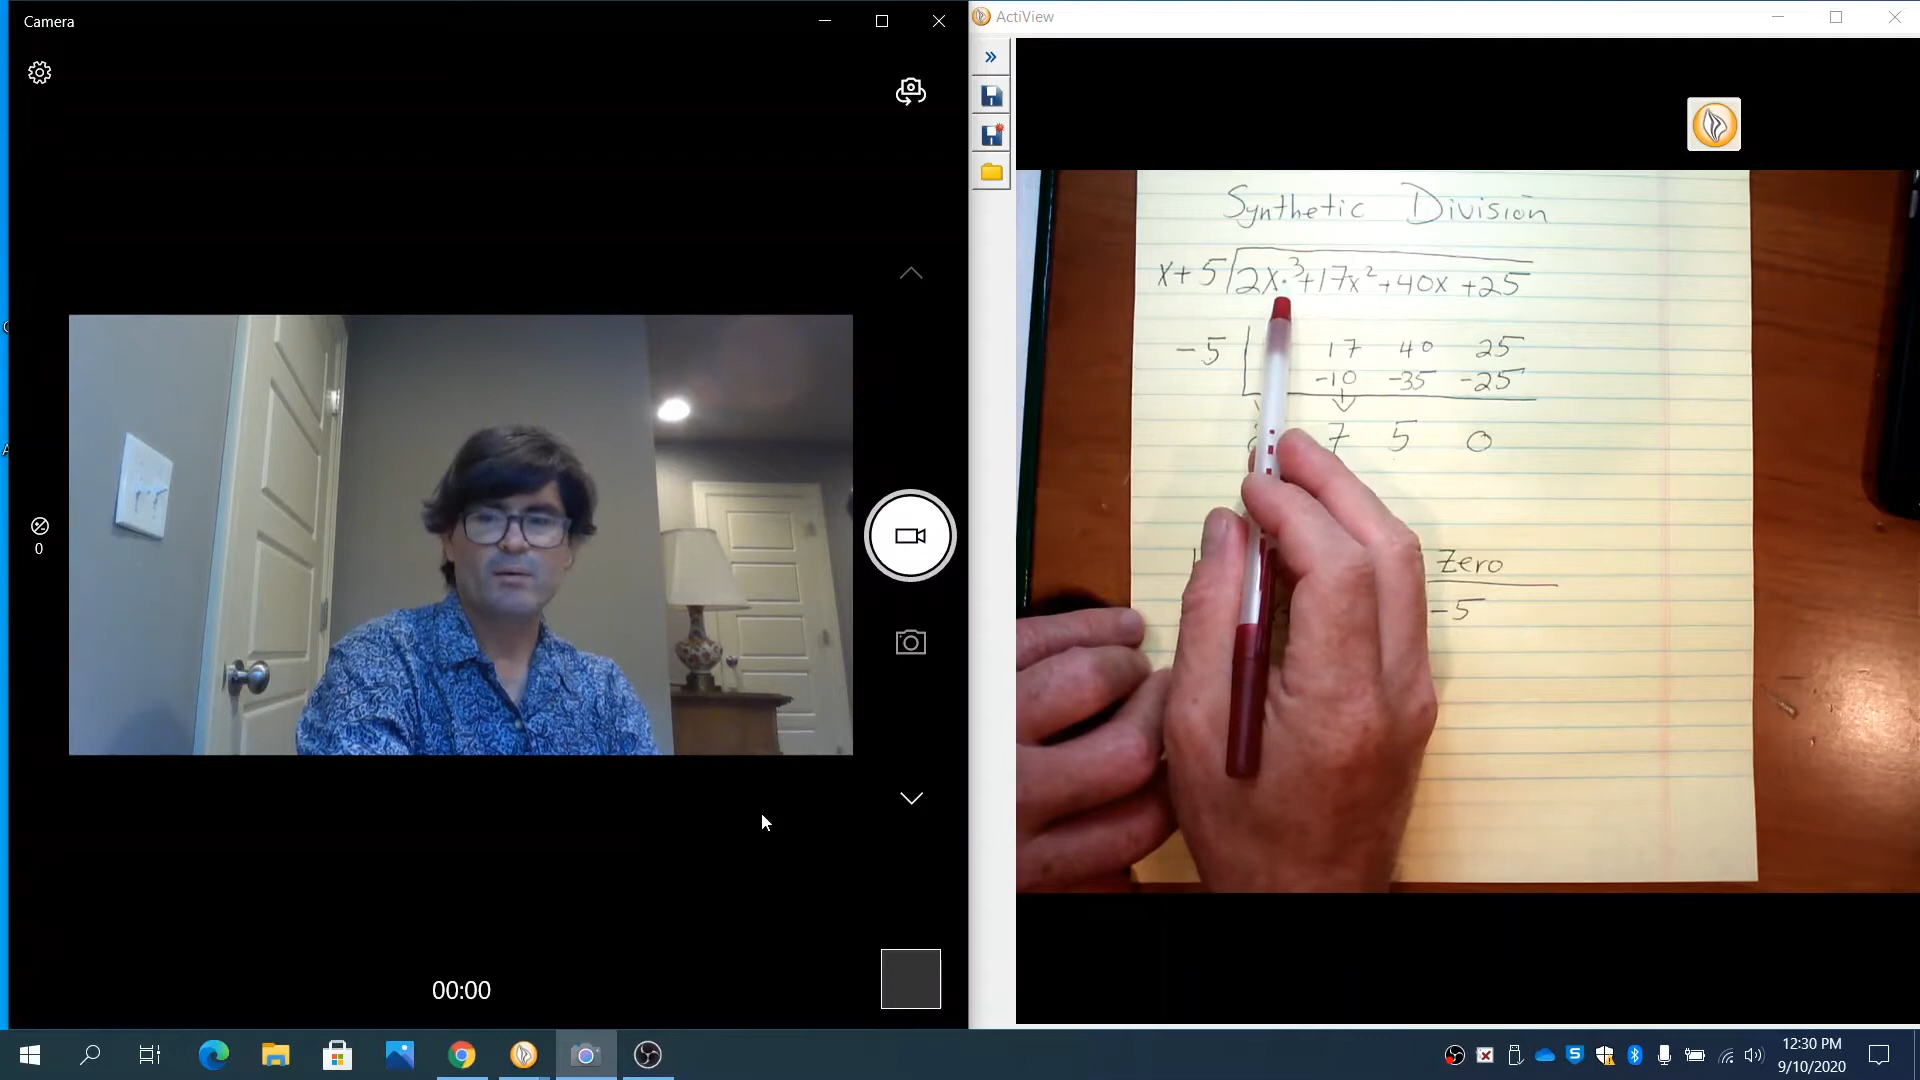 Camera
ActiView
0
Synthetic Division
x+5 2x³+17x²+40x+25
-5 17 40 25
-10 -35 -25
7 5 0
Zero
-5
00:00
12:30 PM
9/10/2020